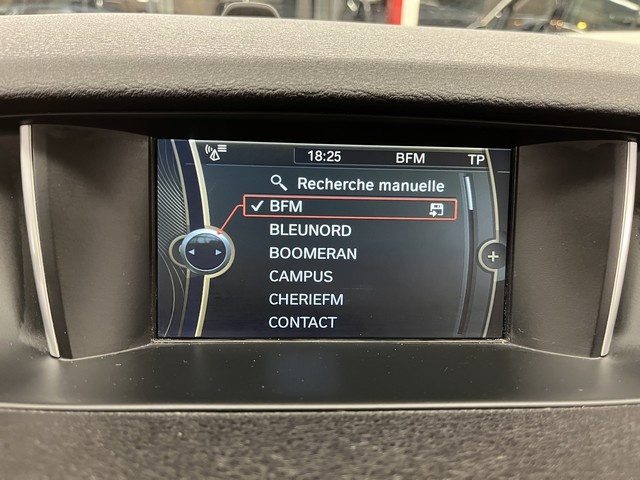 18:25 BFM TP
Recherche manuelle
BFM
BLEUNORD
BOOMERAN
CAMPUS
CHERIEFM
CONTACT